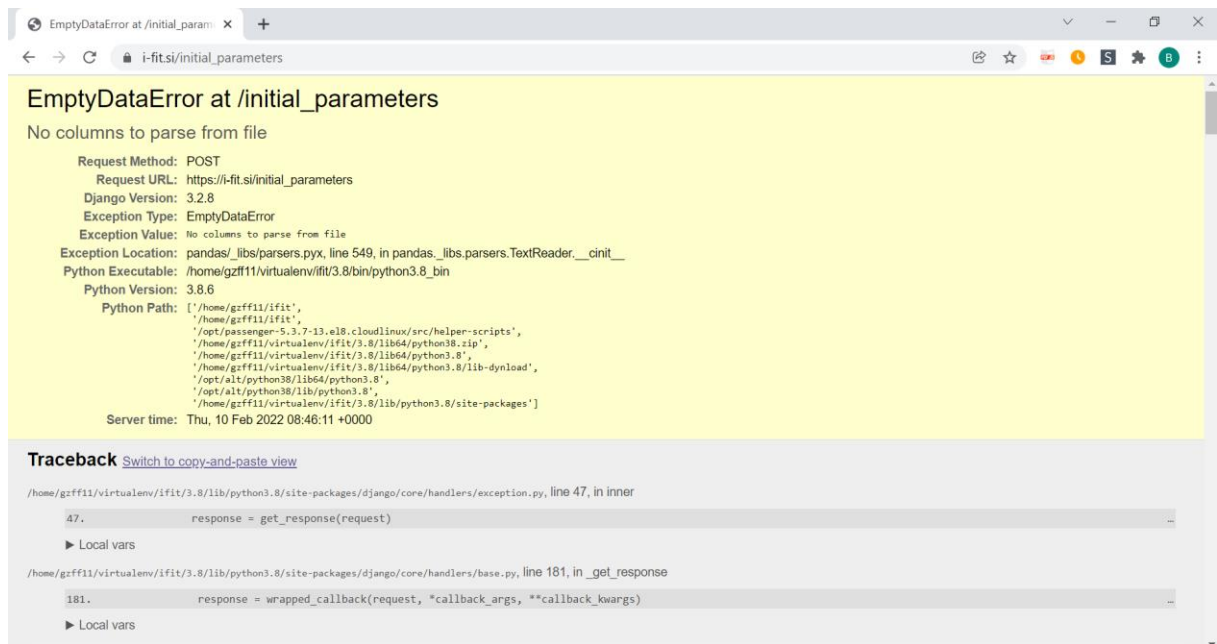 EmptyDataError at /initial_param
i-fit.si/initial_parameters
S
B
EmptyDataError at /initial_parameters
No columns to parse from file
Request Method: POST
Request URL: https://i-fit.si/initial_parameters
Django Version: 3.2.8
Exception Type: EmptyDataError
Exception Value: No columns to parse from file
Exception Location: pandas/_libs/parsers.pyx, line 549, in pandas._libs.parsers.TextReader.__cinit__
Python Executable: /home/gzff11/virtualenv/ifit/3.8/bin/python3.8_bin
Python Version: 3.8.6
Python Path: ['/home/gzff11/ifit',
'/home/gzff11/ifit',
'/opt/passenger-5.3.7-13.el8.cloudlinux/src/helper-scripts',
'/home/gzff11/virtualenv/ifit/3.8/lib64/python38.zip',
'/home/gzff11/virtualenv/ifit/3.8/lib64/python3.8',
'/home/gzff11/virtualenv/ifit/3.8/lib64/python3.8/lib-dynload',
'/opt/alt/python38/lib64/python3.8',
'/opt/alt/python38/lib/python3.8',
'/home/gzff11/virtualenv/ifit/3.8/lib/python3.8/site-packages']
Server time: Thu, 10 Feb 2022 08:46:11 +0000
Traceback Switch to copy-and-paste view
/home/gzff11/virtualenv/ifit/3.8/lib/python3.8/site-packages/django/core/handlers/exception.py, line 47, in inner
47. response = get_response(request) …
▶ Local vars
/home/gzff11/virtualenv/ifit/3.8/lib/python3.8/site-packages/django/core/handlers/base.py, line 181, in _get_response
181. response = wrapped_callback(request, *callback_args, **callback_kwargs) …
▶ Local vars